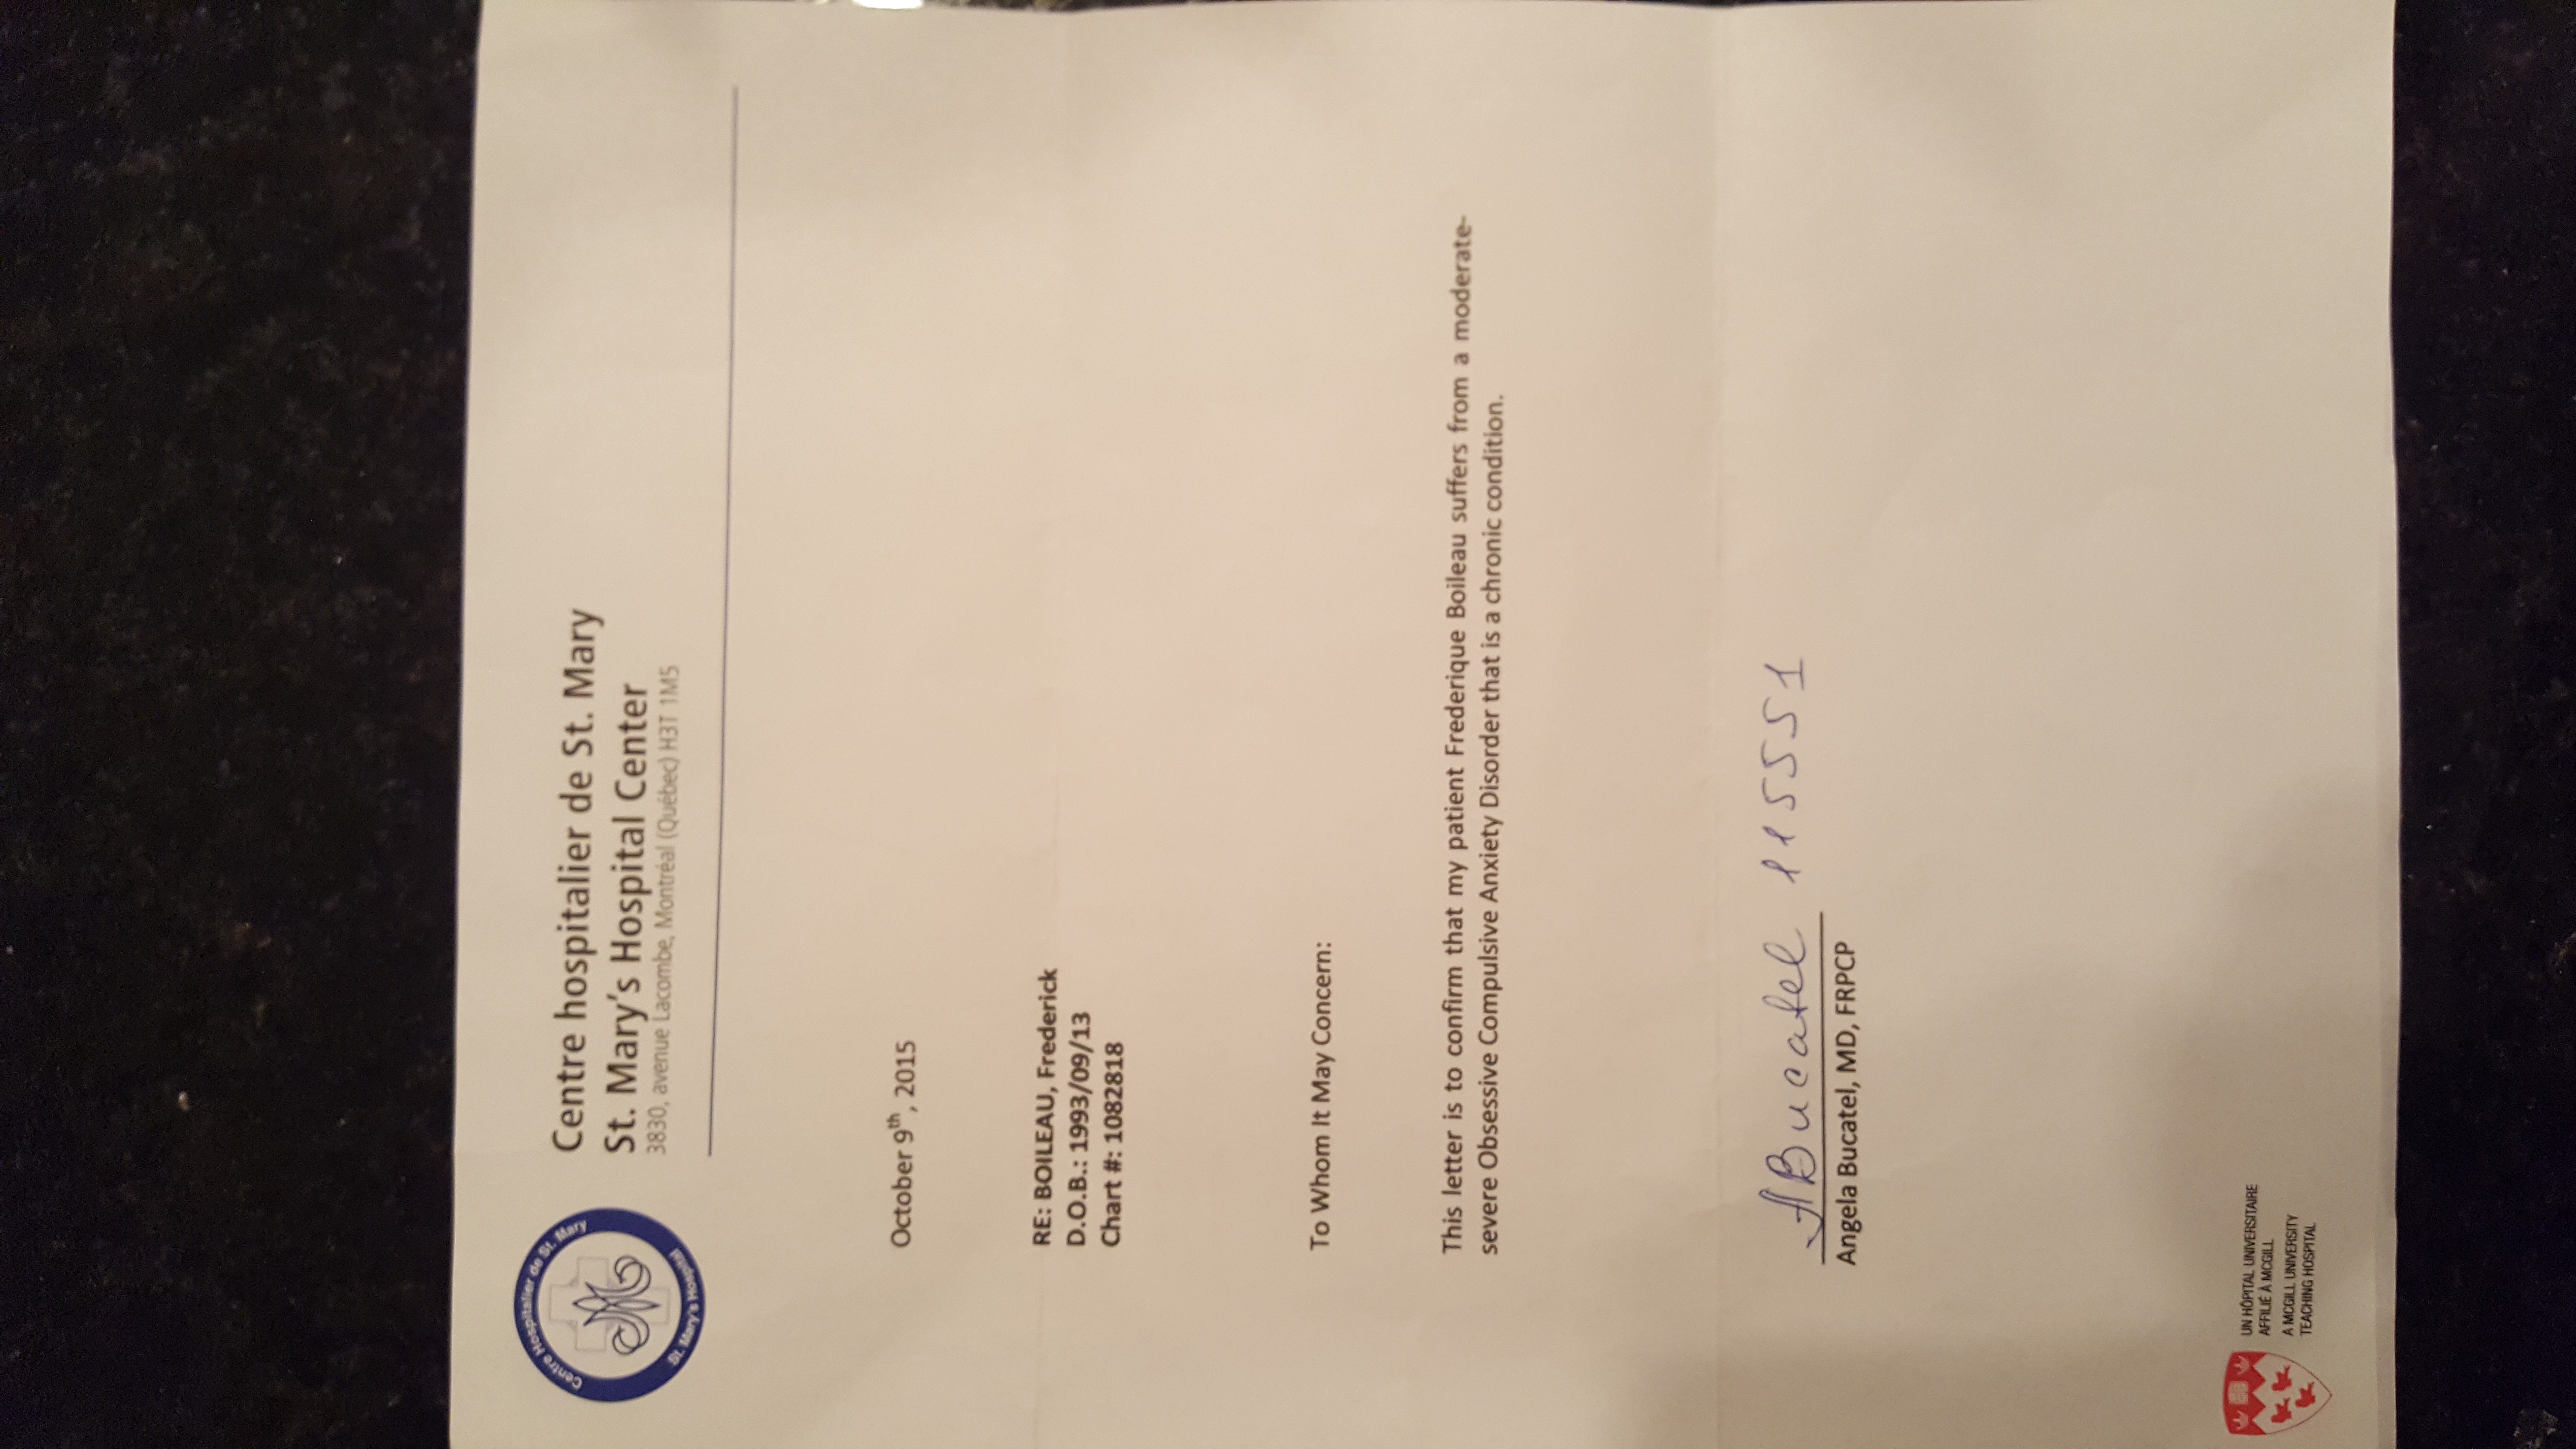 Centre Hospitalier de St. Mary
St. Mary's Hospital
Centre hospitalier de St. Mary
St. Mary's Hospital Center
3830, avenue Lacombe, Montréal (Québec) H3T 1M5
October 9th, 2015
RE: BOILEAU, Frederick
D.O.B.: 1993/09/13
Chart #: 1082818
To Whom It May Concern:
This letter is to confirm that my patient Frederique Boileau suffers from a moderate-
severe Obsessive Compulsive Anxiety Disorder that is a chronic condition.
ABucatel 115551
Angela Bucatel, MD, FRPCP
UN HÔPITAL UNIVERSITAIRE
AFFILIÉ À MCGILL
A MCGILL UNIVERSITY
TEACHING HOSPITAL